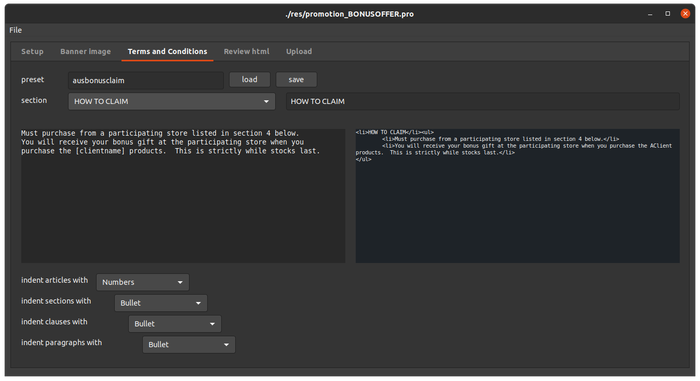 ./res/promotion_BONUSOFFER.pro
File
Setup Banner image Terms and Conditions Review html Upload
preset ausbonusclaim load save
section HOW TO CLAIM HOW TO CLAIM
Must purchase from a participating store listed in section 4 below.
You will receive your bonus gift at the participating store when you
purchase the [clientname] products.  This is strictly while stocks last.
<li>HOW TO CLAIM</li><ul>
<li>Must purchase from a participating store listed in section 4 below.</li>
<li>You will receive your bonus gift at the participating store when you purchase the AClient
products.  This is strictly while stocks last.</li>
</ul>
indent articles with Numbers
indent sections with Bullet
indent clauses with Bullet
indent paragraphs with Bullet